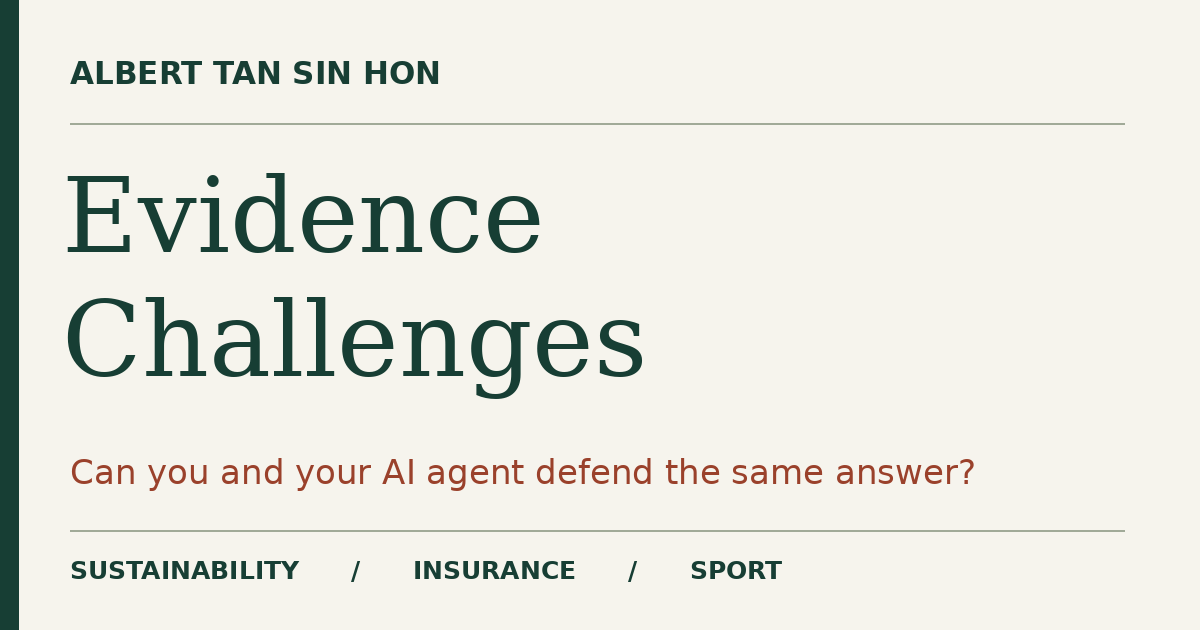 ALBERT TAN SIN HON
Evidence
Challenges
Can you and your AI agent defend the same answer?
SUSTAINABILITY / INSURANCE / SPORT